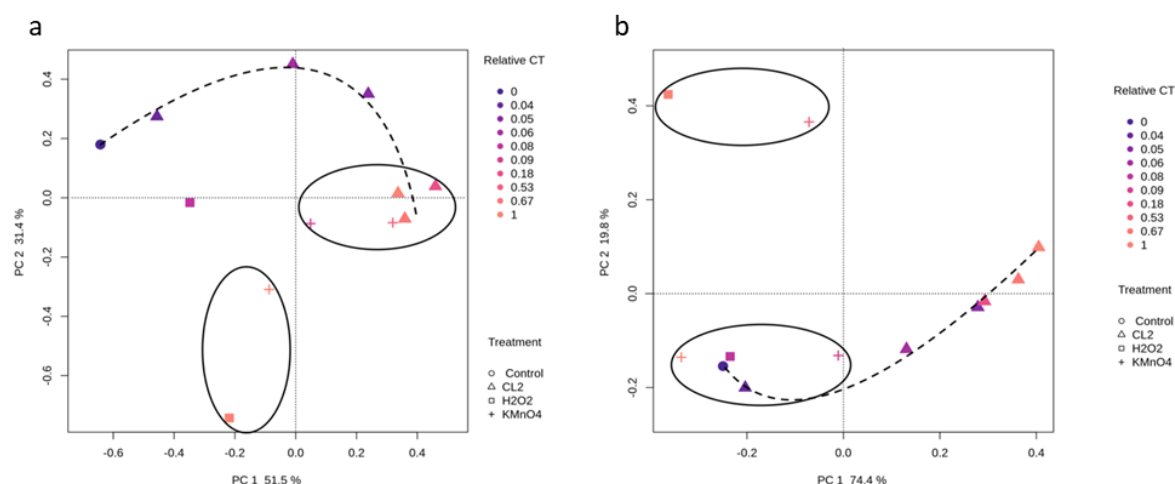 a
Relative CT
0
0.04
0.05
0.06
0.08
0.09
0.18
0.53
0.67
1
Treatment
Control
CL2
H2O2
KMnO4
PC 2 31.4 %
0.4
0.2
0.0
-0.2
-0.4
-0.6
-0.6 -0.4 -0.2 0.0 0.2 0.4
PC 1 51.5 %
b
Relative CT
0
0.04
0.05
0.06
0.08
0.09
0.18
0.53
0.67
1
Treatment
Control
CL2
H2O2
KMnO4
PC 2 19.8 %
0.4
0.2
0.0
-0.2
-0.2 0.0 0.2 0.4
PC 1 74.4 %